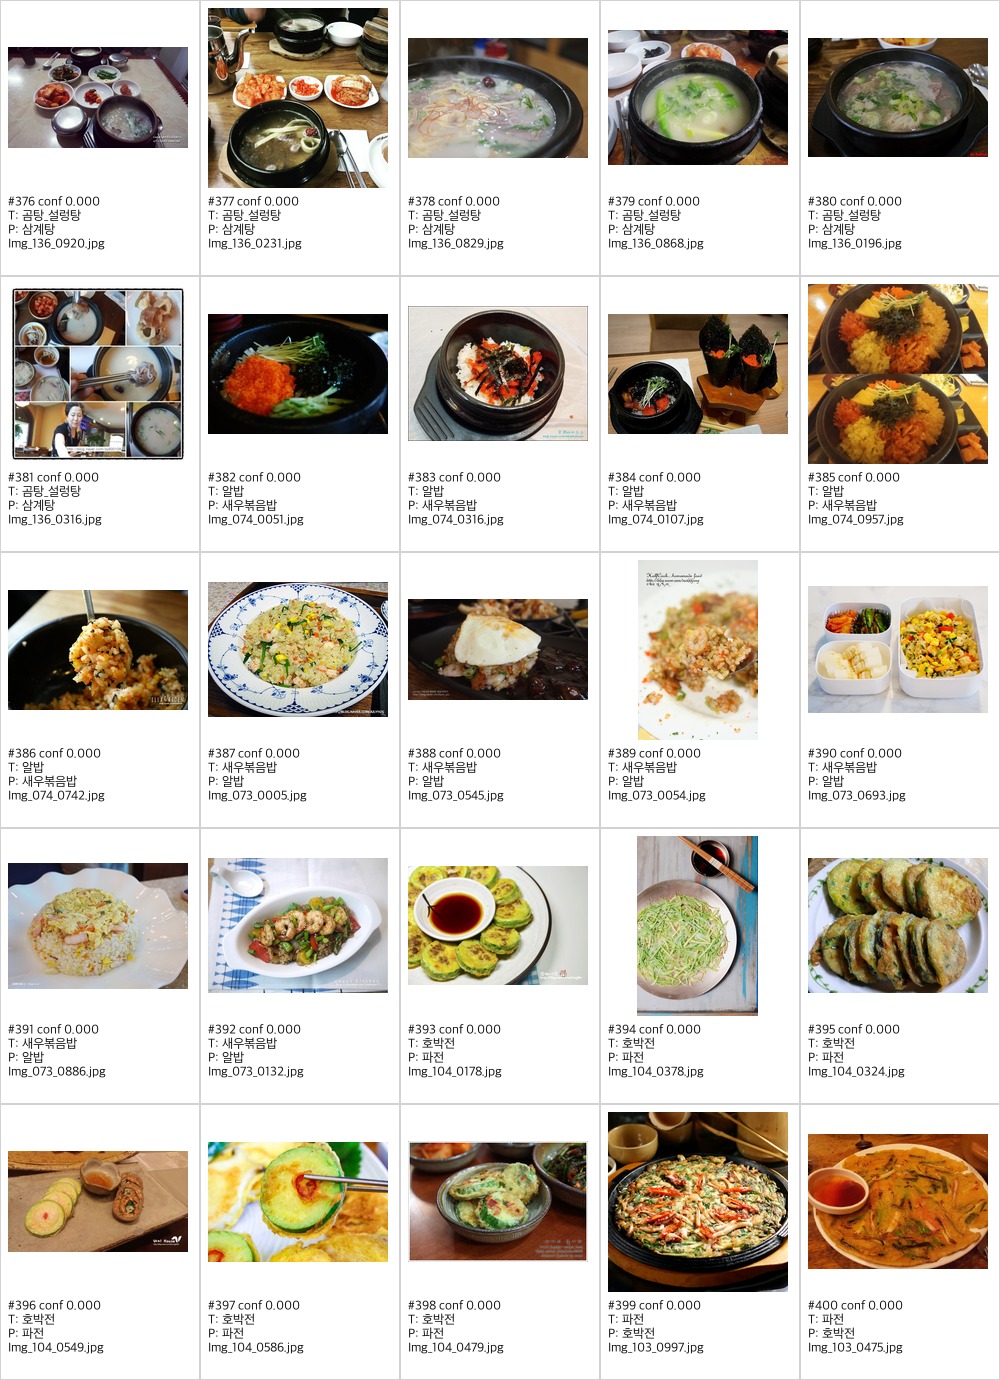 #376 conf 0.000
T: 곰탕_설렁탕
P: 삼계탕
Img_136_0920.jpg
#377 conf 0.000
T: 곰탕_설렁탕
P: 삼계탕
Img_136_0231.jpg
#378 conf 0.000
T: 곰탕_설렁탕
P: 삼계탕
Img_136_0829.jpg
#379 conf 0.000
T: 곰탕_설렁탕
P: 삼계탕
Img_136_0868.jpg
#380 conf 0.000
T: 곰탕_설렁탕
P: 삼계탕
Img_136_0196.jpg
#381 conf 0.000
T: 곰탕_설렁탕
P: 삼계탕
Img_136_0316.jpg
#382 conf 0.000
T: 알밥
P: 새우볶음밥
Img_074_0051.jpg
#383 conf 0.000
T: 알밥
P: 새우볶음밥
Img_074_0316.jpg
#384 conf 0.000
T: 알밥
P: 새우볶음밥
Img_074_0107.jpg
#385 conf 0.000
T: 알밥
P: 새우볶음밥
Img_074_0957.jpg
#386 conf 0.000
T: 알밥
P: 새우볶음밥
Img_074_0742.jpg
#387 conf 0.000
T: 새우볶음밥
P: 알밥
Img_073_0005.jpg
#388 conf 0.000
T: 새우볶음밥
P: 알밥
Img_073_0545.jpg
#389 conf 0.000
T: 새우볶음밥
P: 알밥
Img_073_0054.jpg
#390 conf 0.000
T: 새우볶음밥
P: 알밥
Img_073_0693.jpg
#391 conf 0.000
T: 새우볶음밥
P: 알밥
Img_073_0886.jpg
#392 conf 0.000
T: 새우볶음밥
P: 알밥
Img_073_0132.jpg
#393 conf 0.000
T: 호박전
P: 파전
Img_104_0178.jpg
#394 conf 0.000
T: 호박전
P: 파전
Img_104_0378.jpg
#395 conf 0.000
T: 호박전
P: 파전
Img_104_0324.jpg
#396 conf 0.000
T: 호박전
P: 파전
Img_104_0549.jpg
#397 conf 0.000
T: 호박전
P: 파전
Img_104_0586.jpg
#398 conf 0.000
T: 호박전
P: 파전
Img_104_0479.jpg
#399 conf 0.000
T: 파전
P: 호박전
Img_103_0997.jpg
#400 conf 0.000
T: 파전
P: 호박전
Img_103_0475.jpg